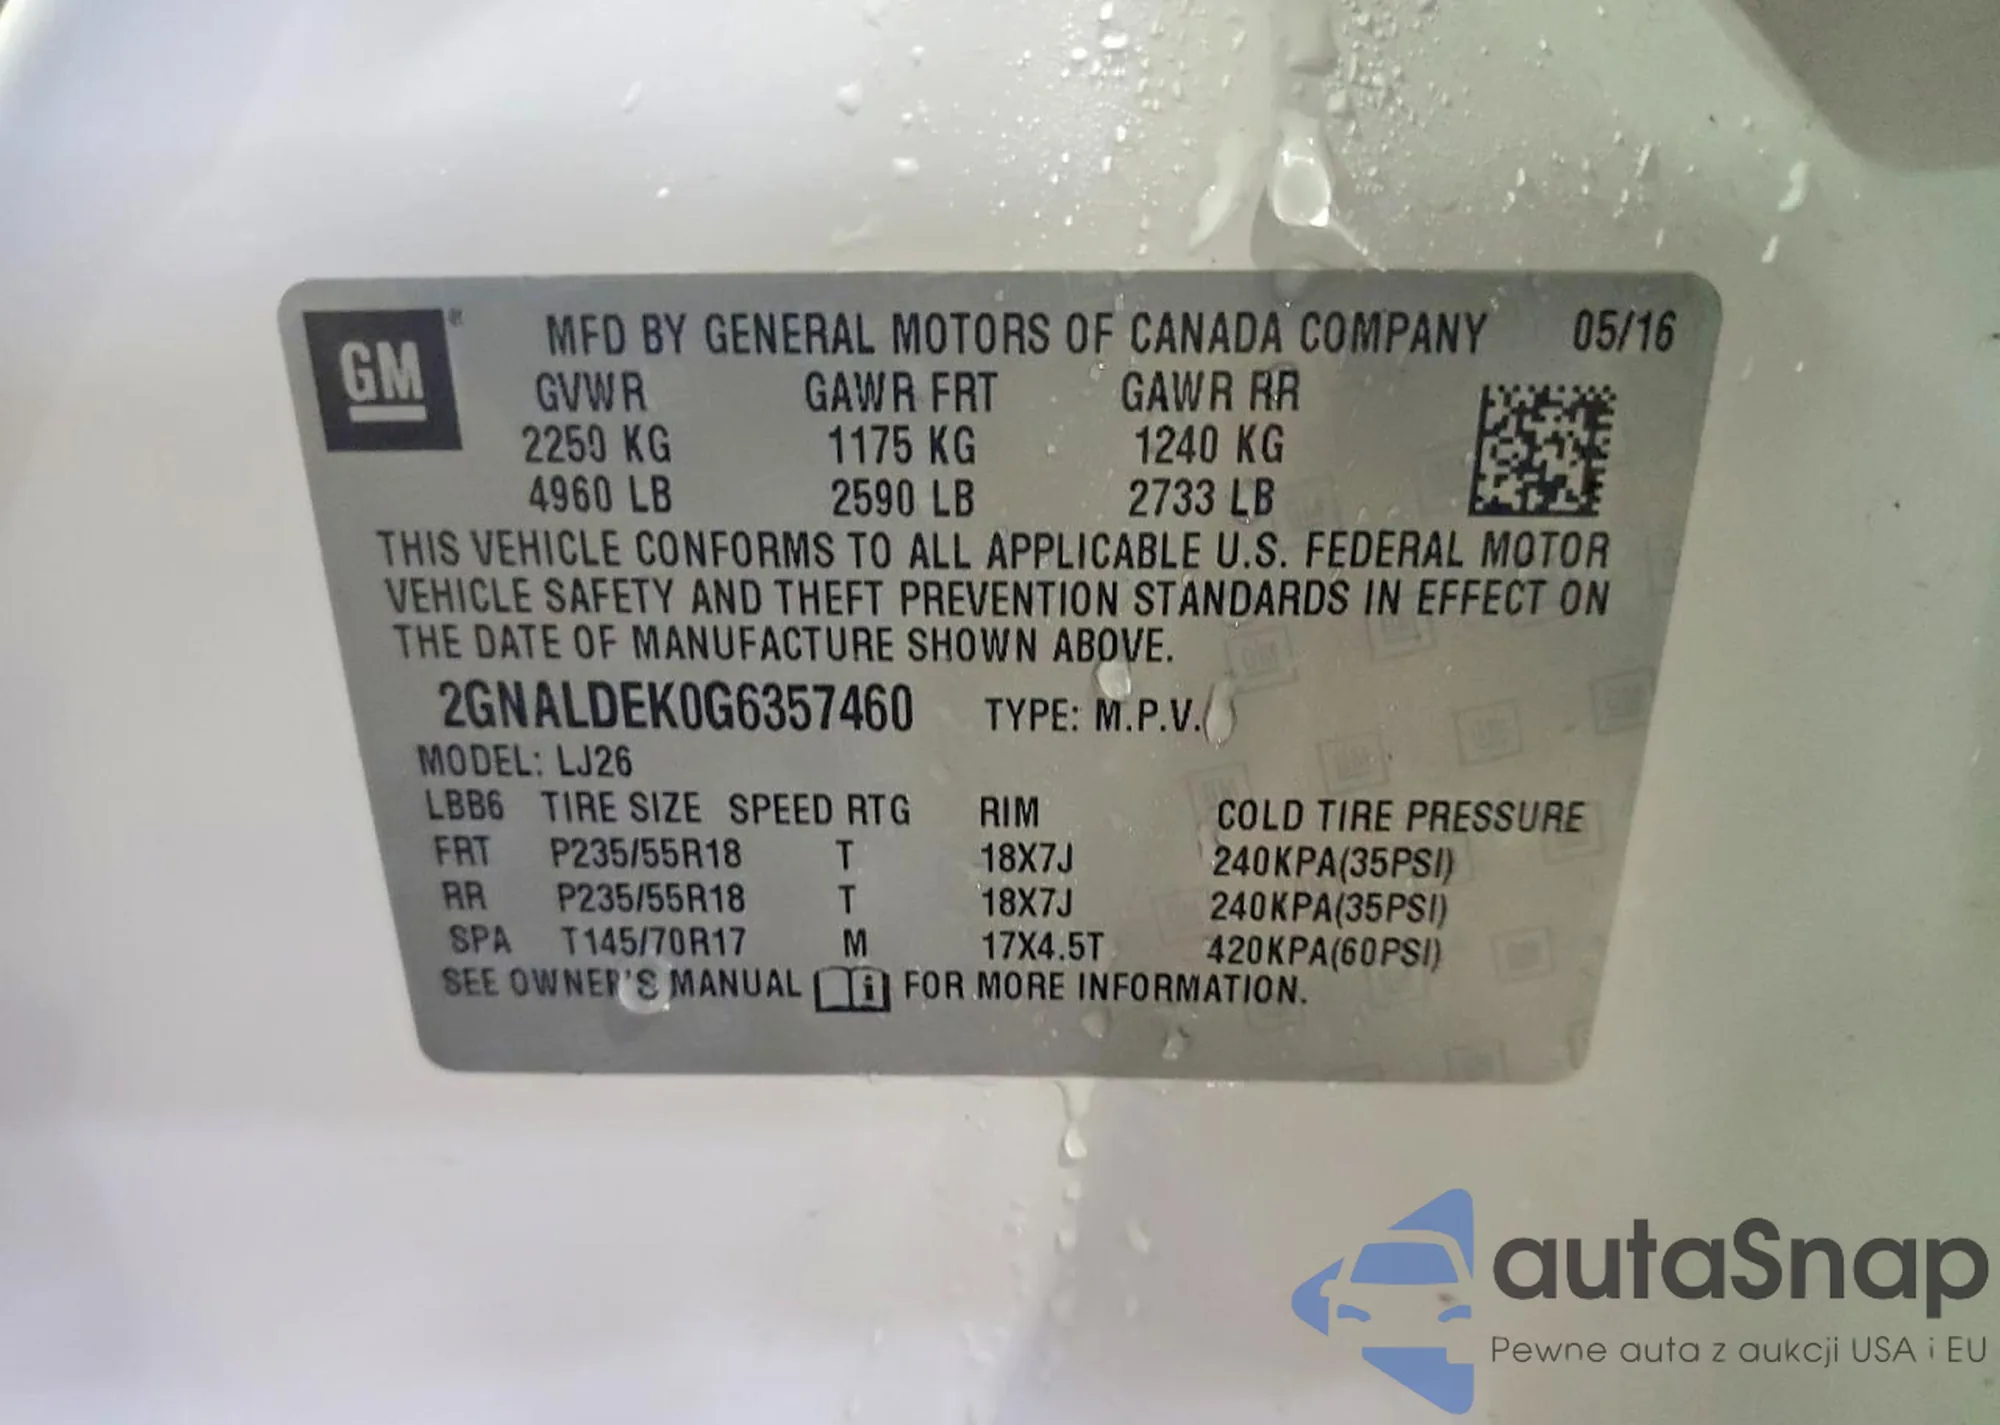 GM ® MFD BY GENERAL MOTORS OF CANADA COMPANY 05/16
GVWR GAWR FRT GAWR RR
2250 KG 1175 KG 1240 KG
4960 LB 2590 LB 2733 LB
THIS VEHICLE CONFORMS TO ALL APPLICABLE U.S. FEDERAL MOTOR
VEHICLE SAFETY AND THEFT PREVENTION STANDARDS IN EFFECT ON
THE DATE OF MANUFACTURE SHOWN ABOVE.
2GNALDEK0G6357460 TYPE: M.P.V.
MODEL: LJ26
LBB6 TIRE SIZE SPEED RTG RIM COLD TIRE PRESSURE
FRT P235/55R18 T 18X7J 240KPA(35PSI)
RR P235/55R18 T 18X7J 240KPA(35PSI)
SPA T145/70R17 M 17X4.5T 420KPA(60PSI)
SEE OWNER'S MANUAL FOR MORE INFORMATION.
autaSnap
Pewne auta z aukcji USA i EU